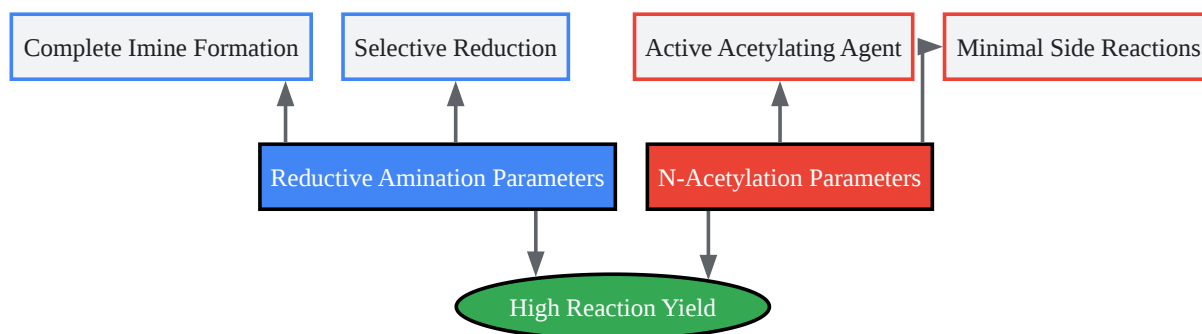 Complete Imine Formation
Selective Reduction
Active Acetylating Agent
Minimal Side Reactions
Reductive Amination Parameters
N-Acetylation Parameters
High Reaction Yield